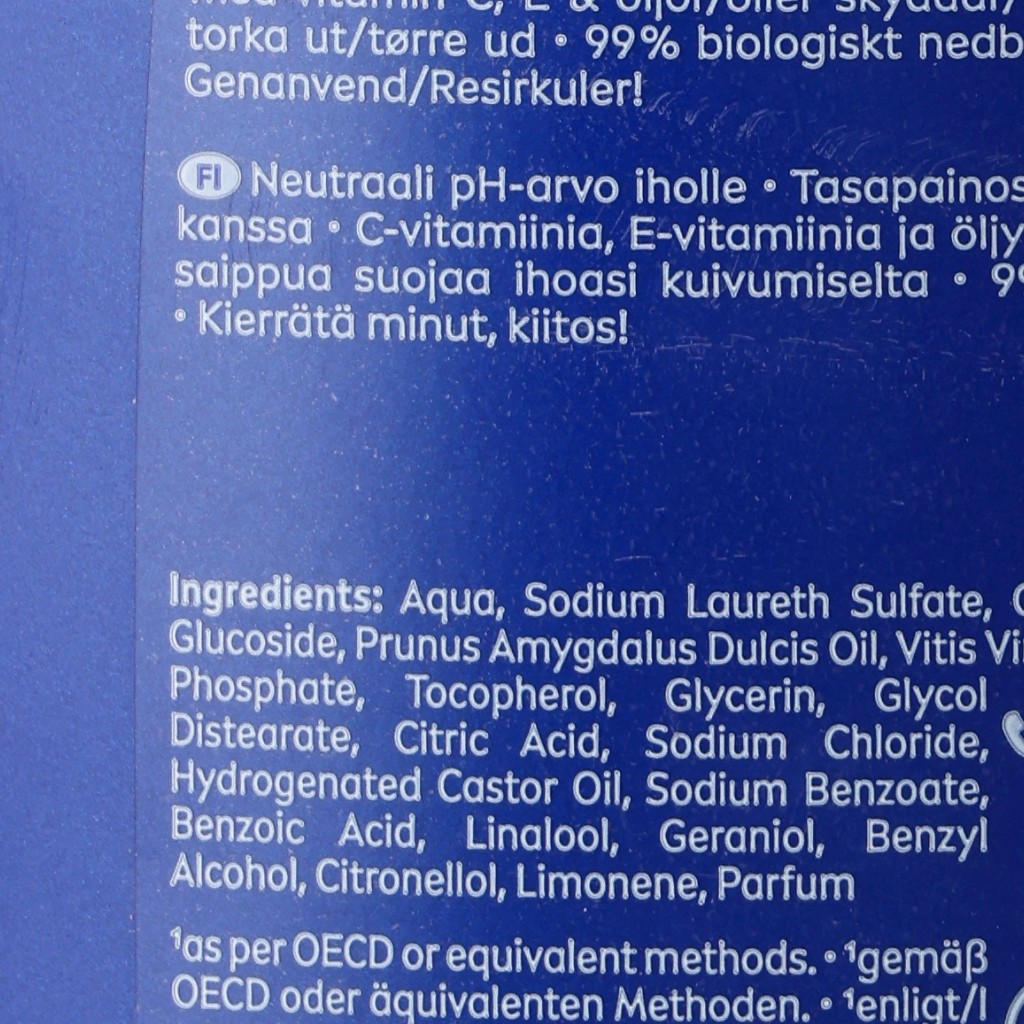 torka ut/tørre ud • 99% biologiskt nedb
Genanvend/Resirkuler!
FI Neutraali pH-arvo iholle • Tasapainos
kanssa • C-vitamiinia, E-vitamiinia ja öljy
saippua suojaa ihoasi kuivumiselta • 9
• Kierrätä minut, kiitos!
Ingredients: Aqua, Sodium Laureth Sulfate,
Glucoside, Prunus Amygdalus Dulcis Oil, Vitis Vi
Phosphate, Tocopherol, Glycerin, Glycol
Distearate, Citric Acid, Sodium Chloride,
Hydrogenated Castor Oil, Sodium Benzoate,
Benzoic Acid, Linalool, Geraniol, Benzyl
Alcohol, Citronellol, Limonene, Parfum
¹as per OECD or equivalent methods. • ¹gemäß
OECD oder äquivalenten Methoden. • ¹enligt/I